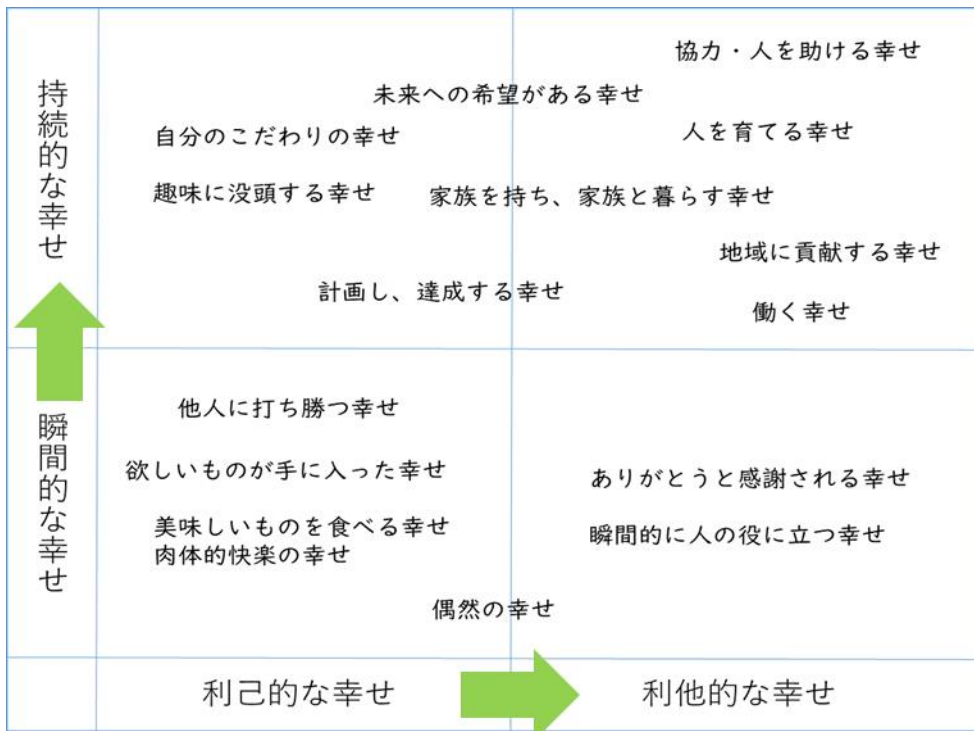 持続的な幸せ
協力・人を助ける幸せ
未来への希望がある幸せ
自分のこだわりの幸せ
人を育てる幸せ
趣味に没頭する幸せ
家族を持ち、家族と暮らす幸せ
地域に貢献する幸せ
計画し、達成する幸せ
働く幸せ
瞬間的な幸せ
他人に打ち勝つ幸せ
欲しいものが手に入った幸せ
ありがとうと感謝される幸せ
美味しいものを食べる幸せ
瞬間的に人の役に立つ幸せ
肉体的快楽の幸せ
偶然の幸せ
利己的な幸せ
利他的な幸せ